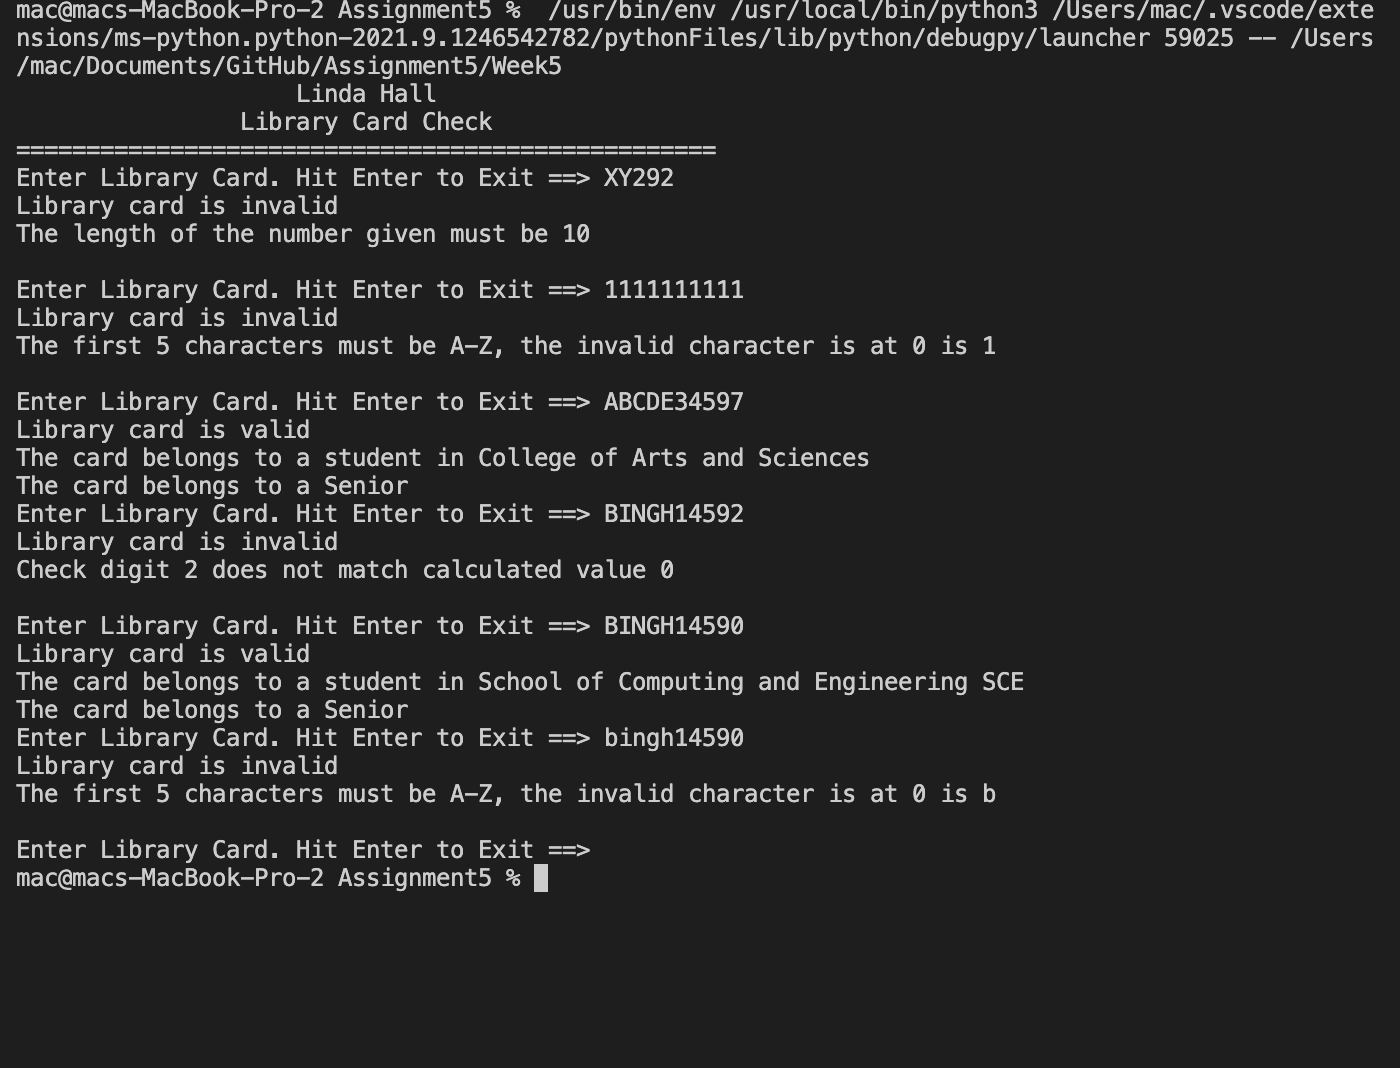 mac@macs-MacBook-Pro-2 Assignment5 %  /usr/bin/env /usr/local/bin/python3 /Users/mac/.vscode/exte
nsions/ms-python.python-2021.9.1246542782/pythonFiles/lib/python/debugpy/launcher 59025 -- /Users
/mac/Documents/GitHub/Assignment5/Week5
                    Linda Hall
                Library Card Check
==================================================
Enter Library Card. Hit Enter to Exit ==> XY292
Library card is invalid
The length of the number given must be 10

Enter Library Card. Hit Enter to Exit ==> 1111111111
Library card is invalid
The first 5 characters must be A-Z, the invalid character is at 0 is 1

Enter Library Card. Hit Enter to Exit ==> ABCDE34597
Library card is valid
The card belongs to a student in College of Arts and Sciences
The card belongs to a Senior
Enter Library Card. Hit Enter to Exit ==> BINGH14592
Library card is invalid
Check digit 2 does not match calculated value 0

Enter Library Card. Hit Enter to Exit ==> BINGH14590
Library card is valid
The card belongs to a student in School of Computing and Engineering SCE
The card belongs to a Senior
Enter Library Card. Hit Enter to Exit ==> bingh14590
Library card is invalid
The first 5 characters must be A-Z, the invalid character is at 0 is b

Enter Library Card. Hit Enter to Exit ==>
mac@macs-MacBook-Pro-2 Assignment5 %